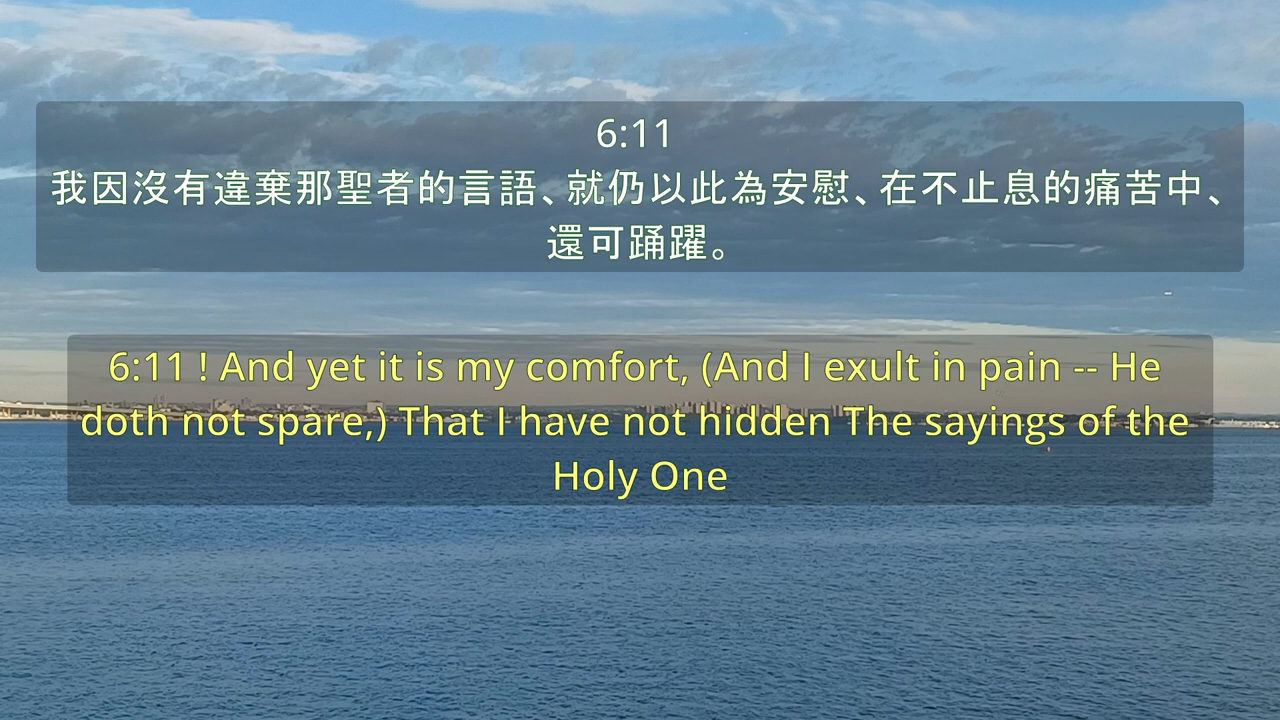 6:11
我因沒有違棄那聖者的言語、就仍以此為安慰、在不止息的痛苦中、
還可踊躍。
6:11 ! And yet it is my comfort, (And I exult in pain -- He
doth not spare,) That I have not hidden The sayings of the
Holy One